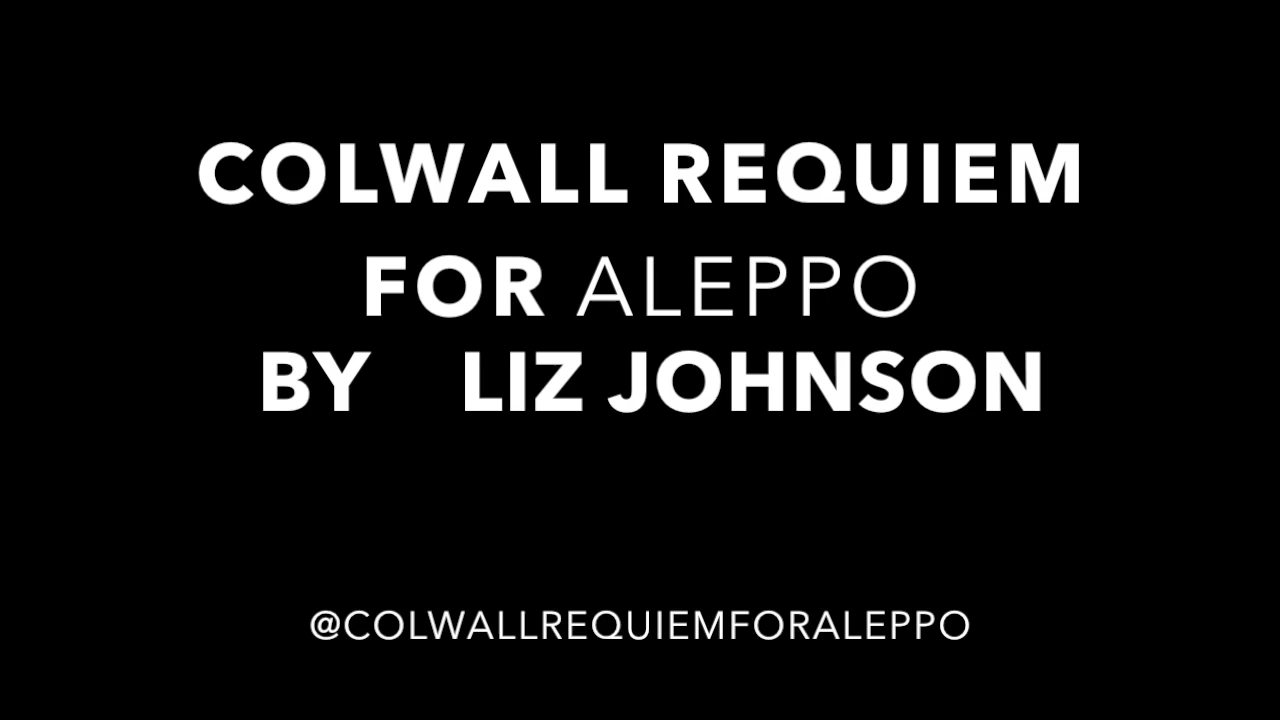 COLWALL REQUIEM
FOR ALEPPO
BY LIZ JOHNSON
@COLWALLREQUIEMFORALEPPO